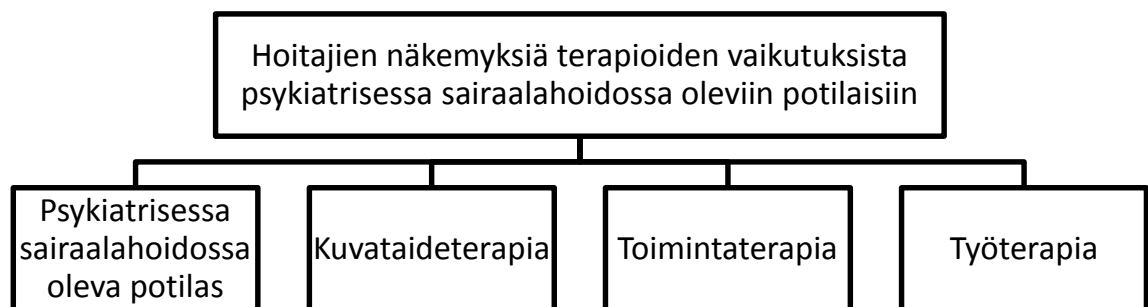 Hoitajien näkemyksiä terapioiden vaikutuksista
psykiatrisessa sairaalahoidossa oleviin potilaisiin
Psykiatrisessa
sairaalahoidossa
oleva potilas
Kuvataideterapia
Toimintaterapia
Työterapia